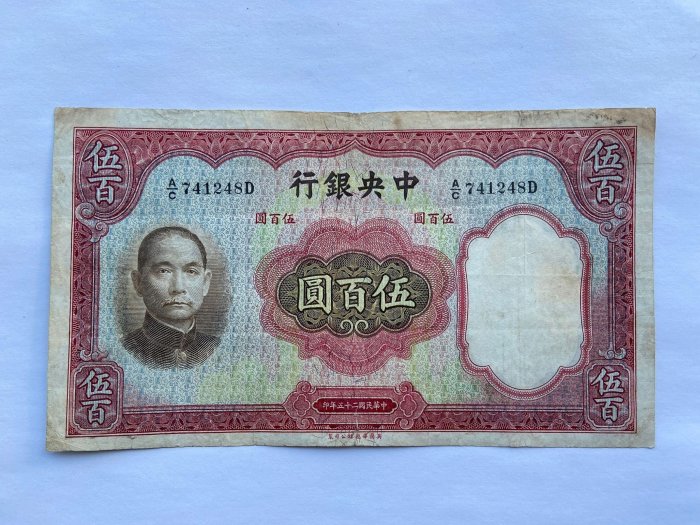 伍百
伍百
A/C 741248D
中央銀行
A/C 741248D
伍百圓
伍百圓
伍百圓
伍百
伍百
中華民國二十五年印